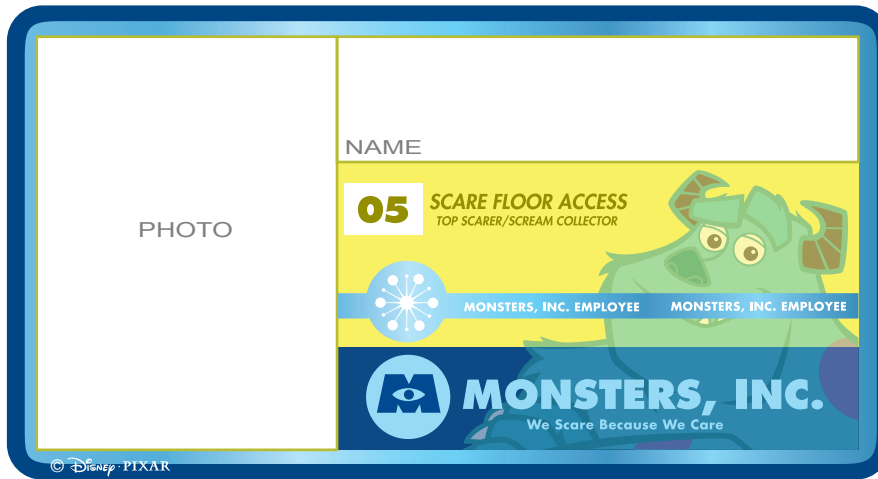 PHOTO
NAME
05
SCARE FLOOR ACCESS
TOP SCARER/SCREAM COLLECTOR
MONSTERS, INC. EMPLOYEE MONSTERS, INC. EMPLOYEE
M
MONSTERS, INC.
We Scare Because We Care
© Disney · PIXAR